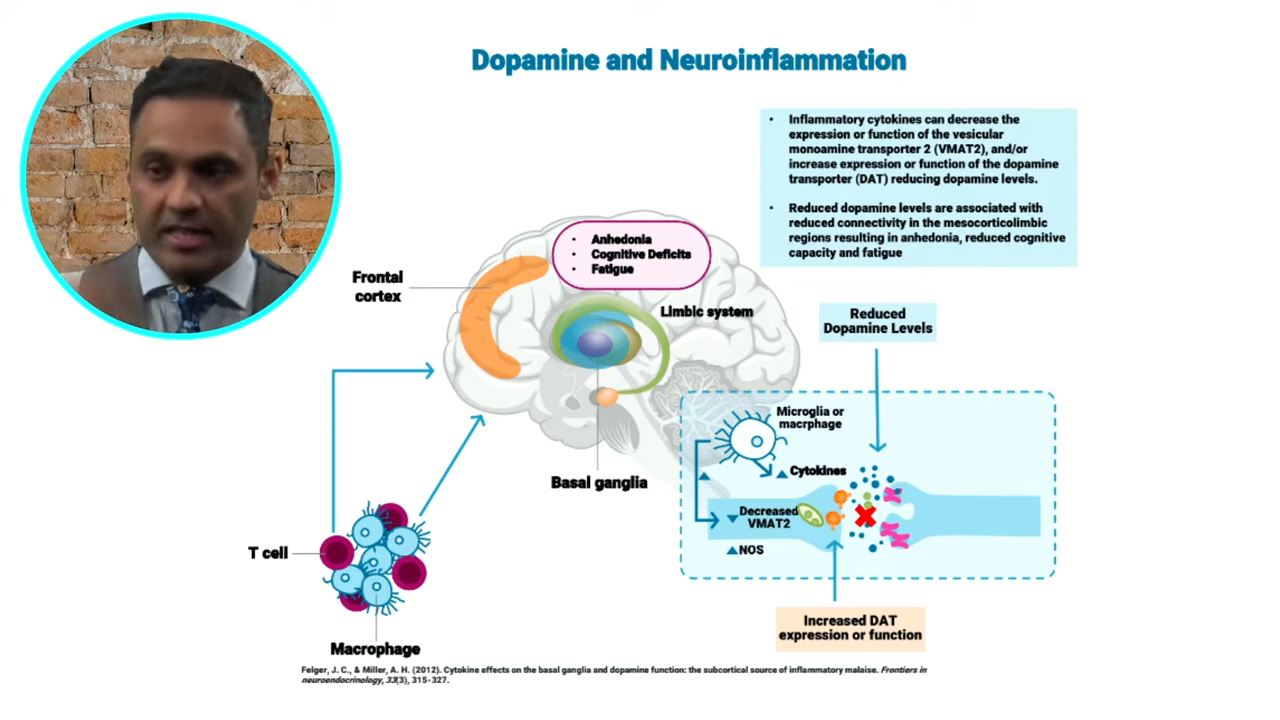 Dopamine and Neuroinflammation
• Inflammatory cytokines can decrease the
expression or function of the vesicular
monoamine transporter 2 (VMAT2), and/or
increase expression or function of the dopamine
transporter (DAT) reducing dopamine levels.
• Reduced dopamine levels are associated with
reduced connectivity in the mesocorticolimbic
regions resulting in anhedonia, reduced cognitive
capacity and fatigue
• Anhedonia
• Cognitive Deficits
• Fatigue
Frontal
cortex
Limbic system
Reduced
Dopamine Levels
Microglia or
macrphage
Cytokines
Basal ganglia
Decreased
VMAT2
NOS
T cell
Macrophage
Increased DAT
expression or function
Felger, J. C., & Miller, A. H. (2012). Cytokine effects on the basal ganglia and dopamine function: the subcortical source of inflammatory malaise. Frontiers in
neuroendocrinology, 33(3), 315-327.